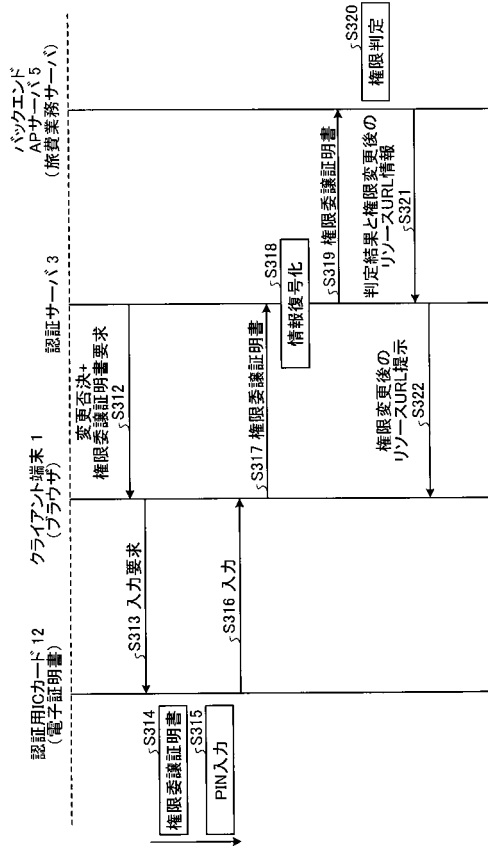 認証用ICカード 12
(電子証明書)
クライアント端末 1
(ブラウザ)
認証サーバ 3
バックエンド
APサーバ 5
(旅費業務サーバ)
変更否決+
権限委譲証明書要求
S312
S313 入力要求
S314
権限委譲証明書
S315
PIN入力
S316 入力
S317 権限委譲証明書
S318
情報復号化
S319 権限委譲証明書
S320
権限判定
判定結果と権限変更後の
リソースURL情報
S321
権限変更後の
リソースURL提示
S322